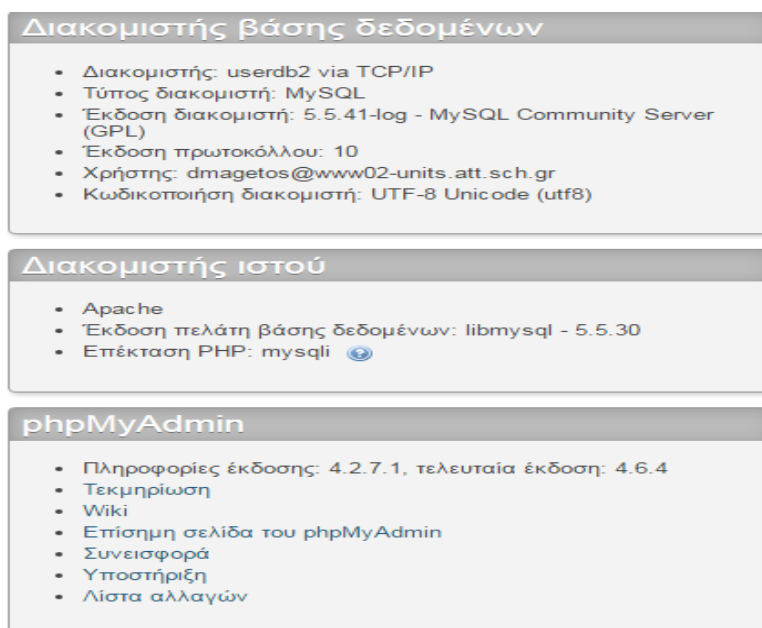 Διακομιστής βάσης δεδομένων
• Διακομιστής: userdb2 via TCP/IP
• Τύπος διακομιστή: MySQL
• Έκδοση διακομιστή: 5.5.41-log - MySQL Community Server
(GPL)
• Έκδοση πρωτοκόλλου: 10
• Χρήστης: dmagetos@www02-units.att.sch.gr
• Κωδικοποιήση διακομιστή: UTF-8 Unicode (utf8)
Διακομιστής ιστού
• Apache
• Έκδοση πελάτη βάσης δεδομένων: libmysql - 5.5.30
• Επέκταση PHP: mysqli
phpMyAdmin
• Πληροφορίες έκδοσης: 4.2.7.1, τελευταία έκδοση: 4.6.4
• Τεκμηρίωση
• Wiki
• Επίσημη σελίδα του phpMyAdmin
• Συνεισφορά
• Υποστήριξη
• Λίστα αλλαγών